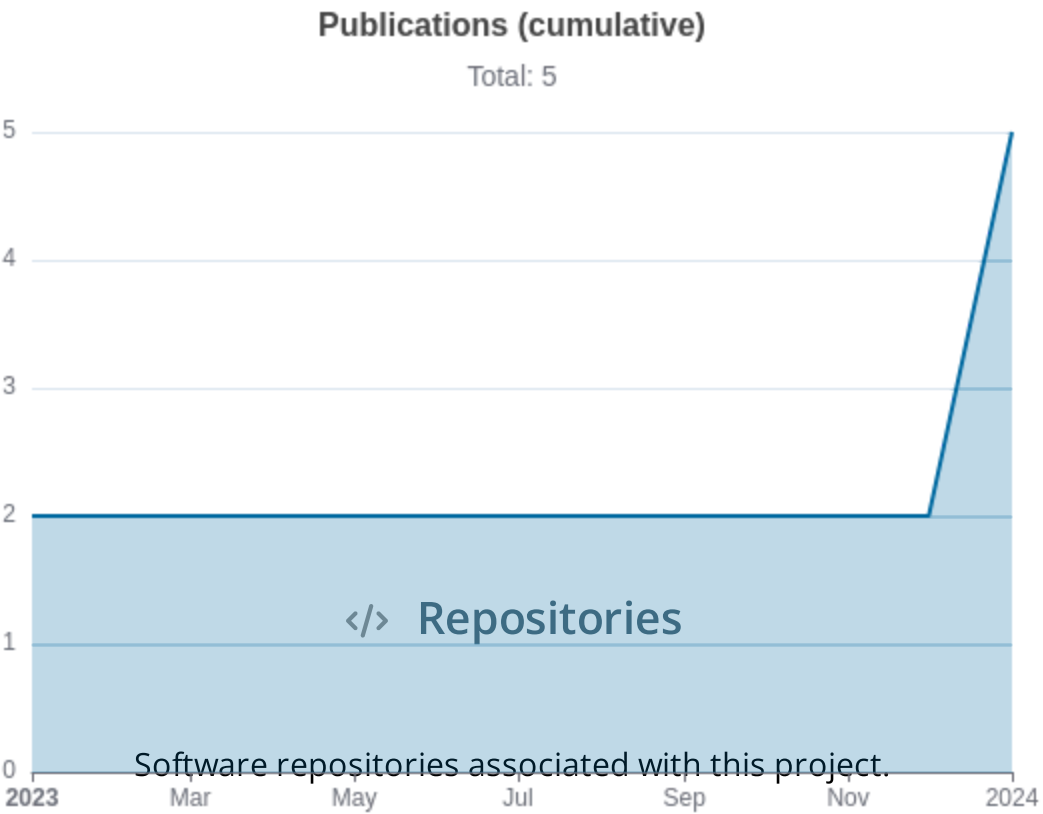 Publications (cumulative)
Total: 5
5
4
3
2
</> Repositories
1
Software repositories associated with this project.
0
2023 Mar May Jul Sep Nov 2024